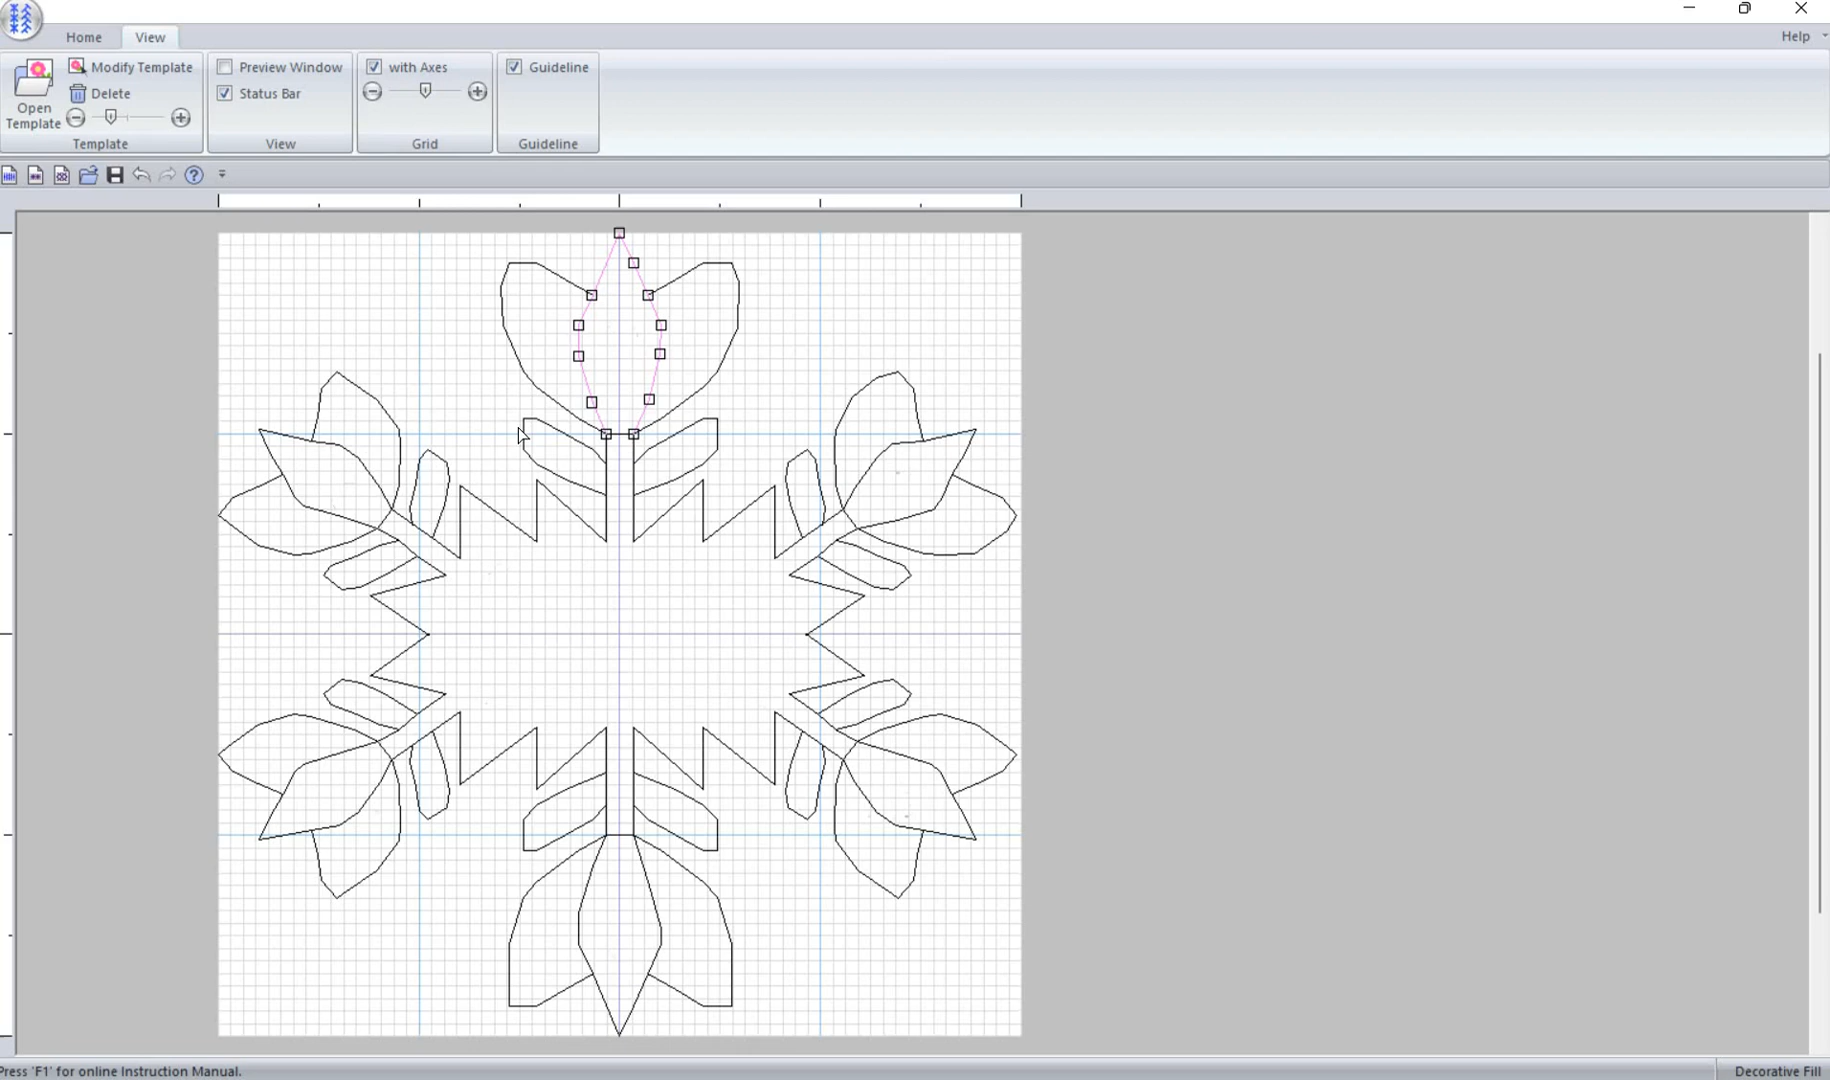 Home View Help
Open Template
Modify Template
Delete
Template
Preview Window
Status Bar
View
with Axes
Grid
Guideline
Guideline
Press 'F1' for online Instruction Manual. Decorative Fill